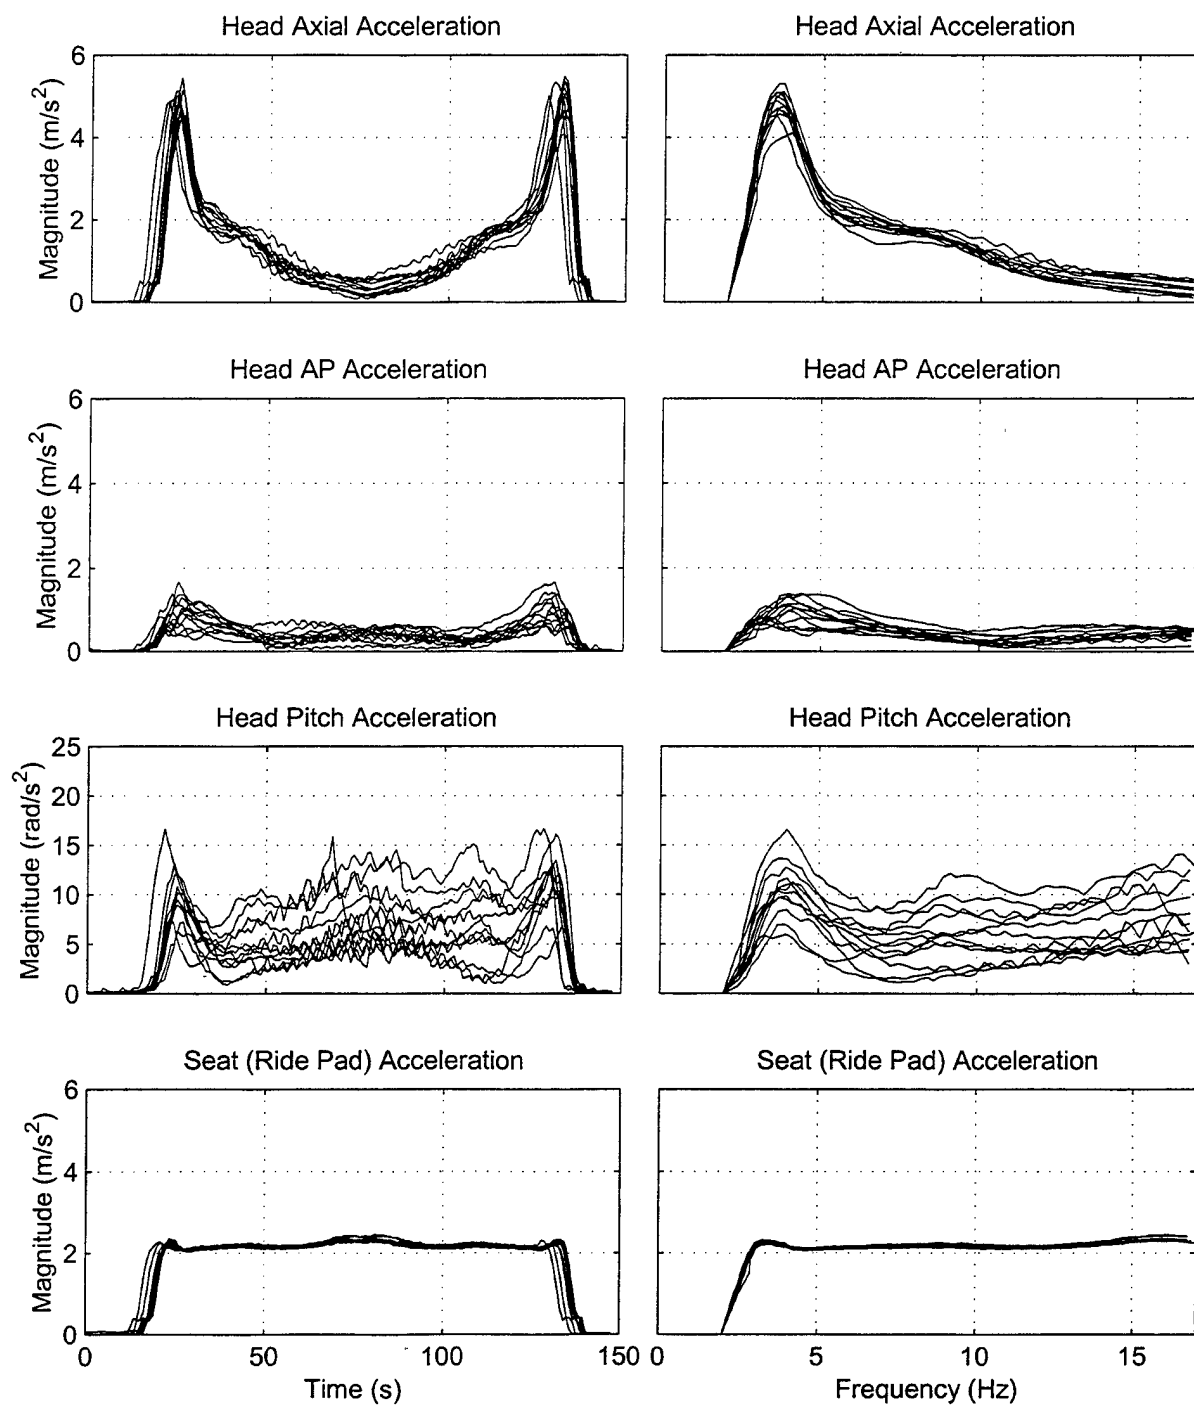 Head Axial Acceleration
Magnitude (m/s²)
6
4
2
0
Head Axial Acceleration
Head AP Acceleration
Magnitude (m/s²)
6
4
2
0
Head AP Acceleration
Head Pitch Acceleration
Magnitude (rad/s²)
25
20
15
10
5
0
Head Pitch Acceleration
Seat (Ride Pad) Acceleration
Magnitude (m/s²)
6
4
2
0
0 50 100 150
Time (s)
Seat (Ride Pad) Acceleration
0 5 10 15
Frequency (Hz)